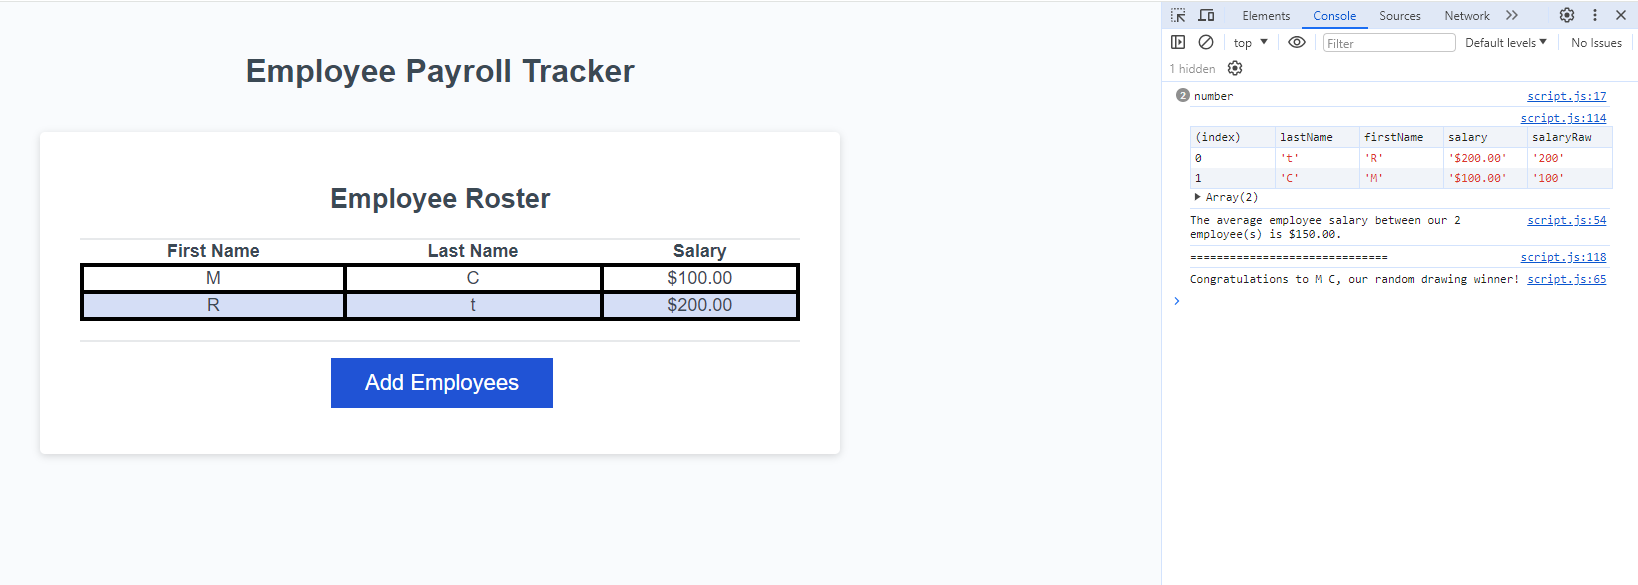 Employee Payroll Tracker
Employee Roster
First Name Last Name Salary
M C $100.00
R t $200.00
Add Employees
Elements Console Sources Network
top Filter Default levels No Issues
1 hidden
2 number script.js:17
script.js:114
(index) lastName firstName salary salaryRaw
0 't' 'R' '$200.00' '200'
1 'C' 'M' '$100.00' '100'
Array(2)
The average employee salary between our 2 script.js:54
employee(s) is $150.00.
============================== script.js:118
Congratulations to M C, our random drawing winner! script.js:65